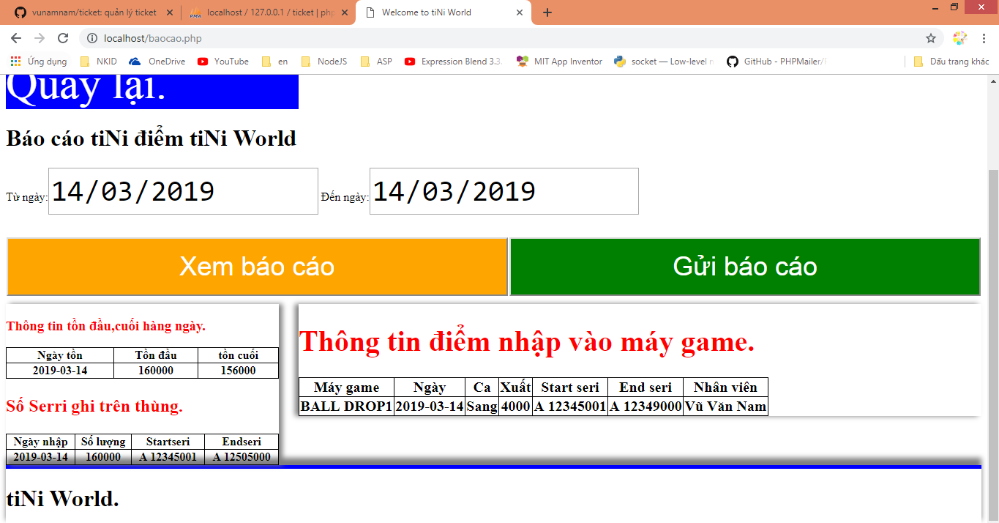 vunamnam/ticket: quản lý ticket
localhost / 127.0.0.1 / ticket | php
Welcome to tiNi World
localhost/baocao.php
Ứng dụng NKID OneDrive YouTube en NodeJS ASP Expression Blend 3.3. MIT App Inventor socket — Low-level n GitHub - PHPMailer/ Dấu trang khác
Quay lại.
Báo cáo tiNi điểm tiNi World
Từ ngày: 14/03/2019 Đến ngày: 14/03/2019
Xem báo cáo Gửi báo cáo
Thông tin tồn đầu,cuối hàng ngày.
Ngày tồn Tồn đầu tồn cuối
2019-03-14 160000 156000
Số Serri ghi trên thùng.
Ngày nhập Số lượng Startseri Endseri
2019-03-14 160000 A 12345001 A 12505000
Thông tin điểm nhập vào máy game.
Máy game Ngày Ca Xuất Start seri End seri Nhân viên
BALL DROP1 2019-03-14 Sang 4000 A 12345001 A 12349000 Vũ Văn Nam
tiNi World.